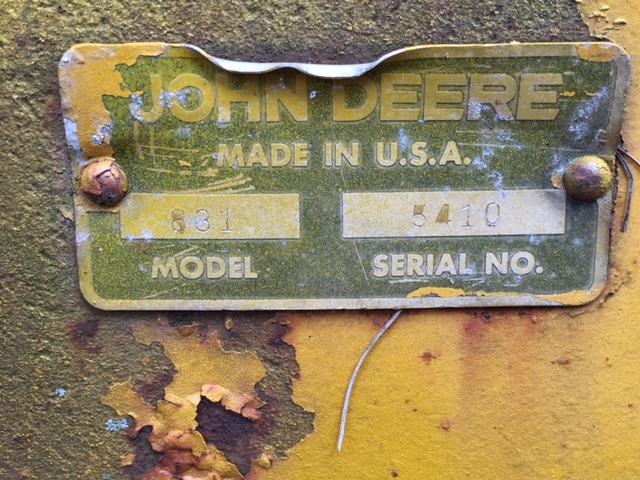 JOHN DEERE
MADE IN U.S.A.
831 5410
MODEL SERIAL NO.